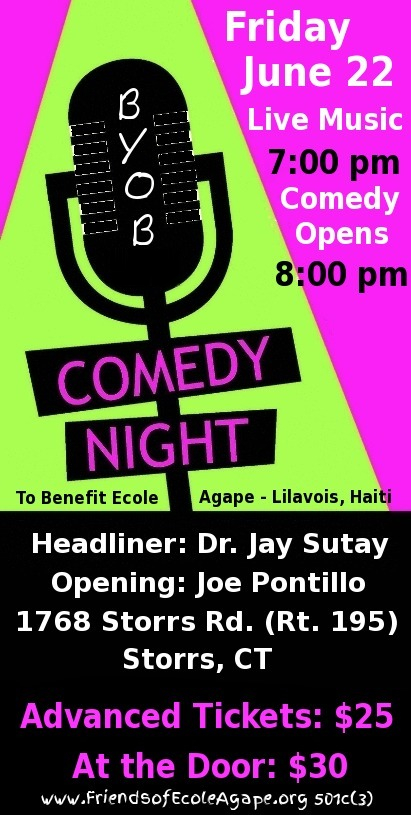 Friday
June 22
Live Music
7:00 pm
Comedy
Opens
8:00 pm
B
Y
O
B
COMEDY
NIGHT
To Benefit Ecole Agape - Lilavois, Haiti
Headliner: Dr. Jay Sutay
Opening: Joe Pontillo
1768 Storrs Rd. (Rt. 195)
Storrs, CT
Advanced Tickets: $25
At the Door: $30
www.FriendsofEcoleAgape.org 501c(3)